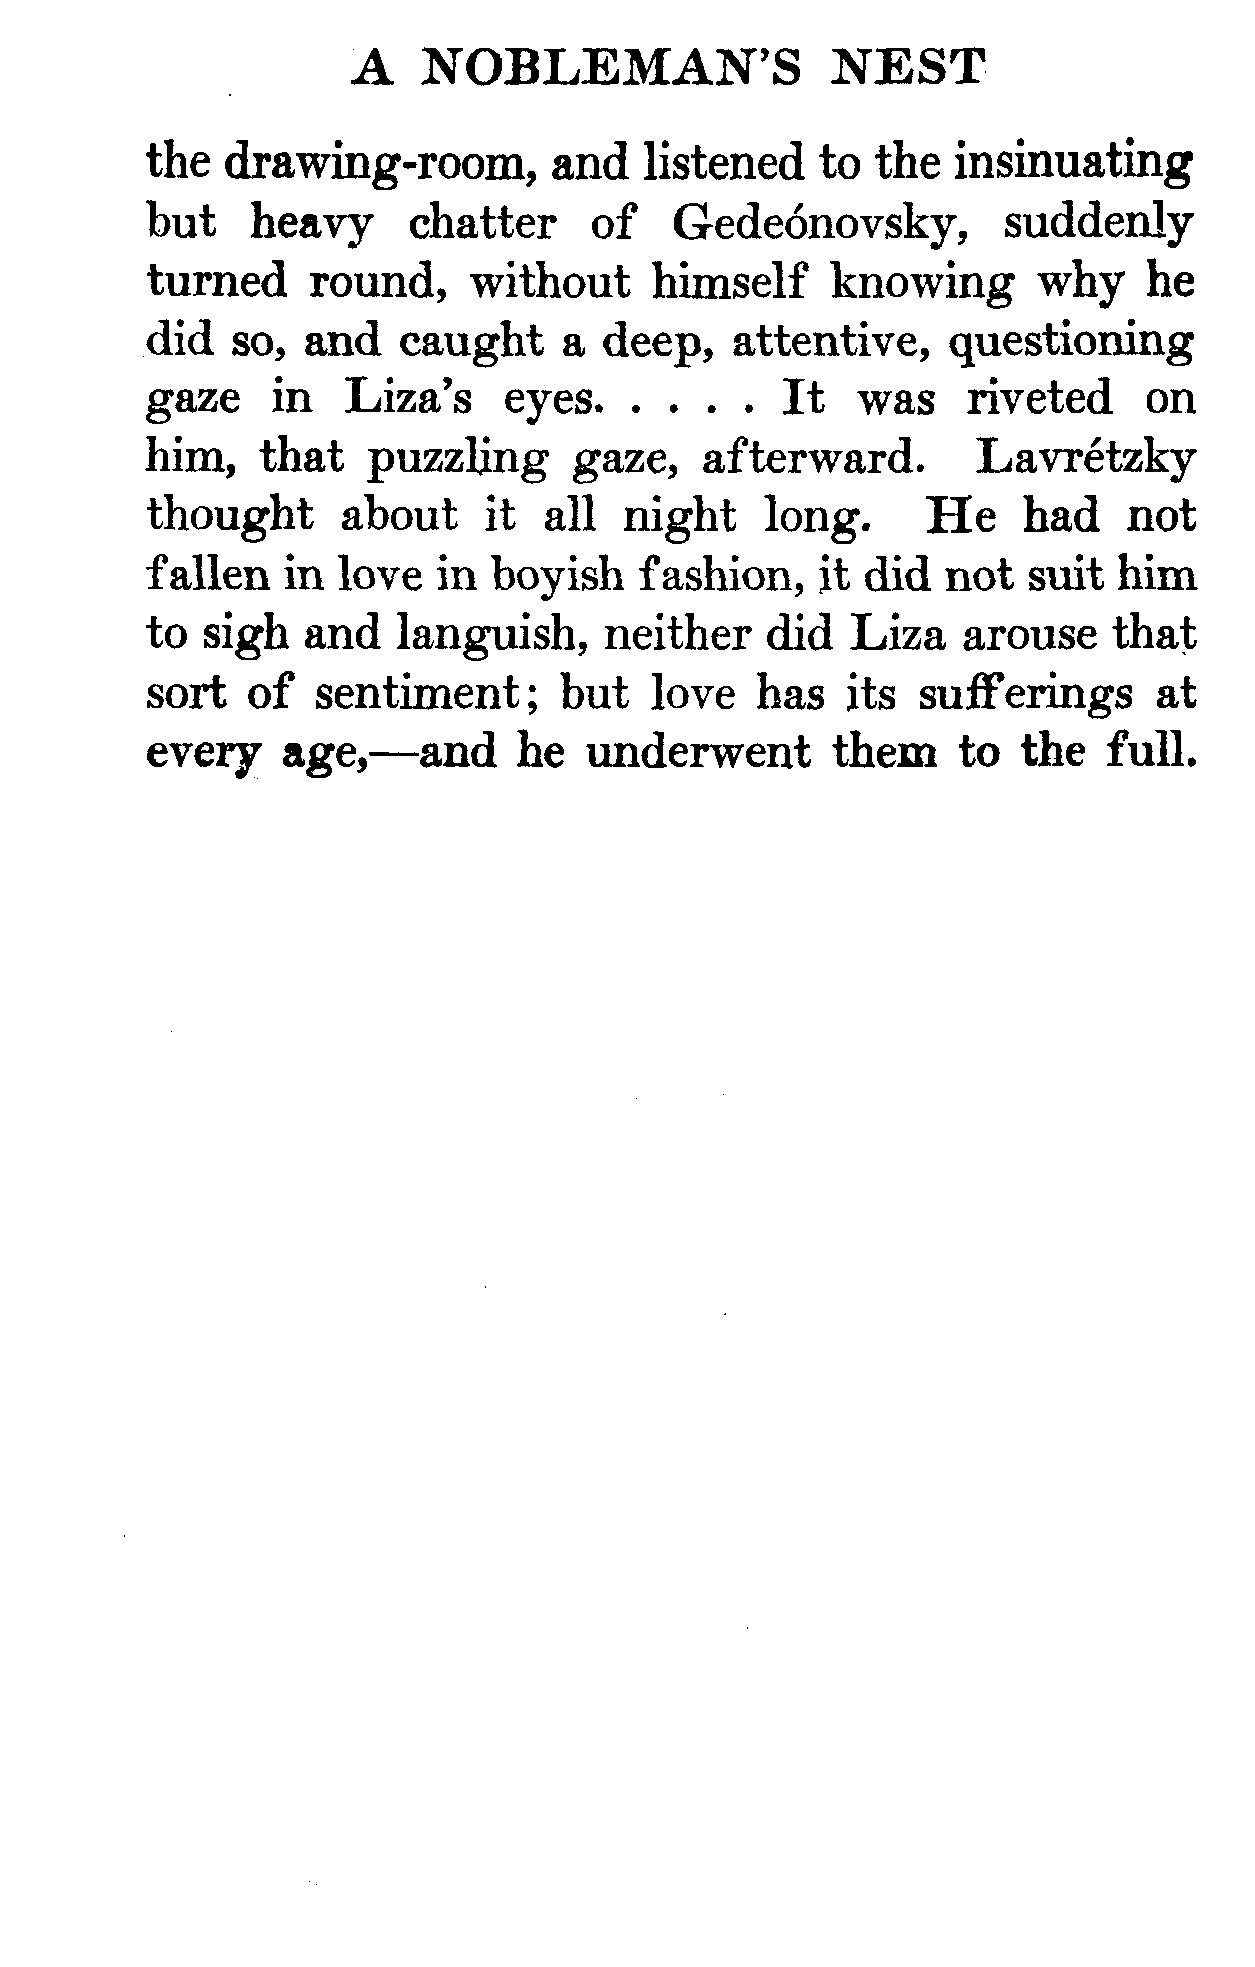 A NOBLEMAN'S NEST
the drawing-room, and listened to the insinuating
but heavy chatter of Gedeónovsky, suddenly
turned round, without himself knowing why he
did so, and caught a deep, attentive, questioning
gaze in Liza's eyes. . . . . It was riveted on
him, that puzzling gaze, afterward. Lavrétzky
thought about it all night long. He had not
fallen in love in boyish fashion, it did not suit him
to sigh and languish, neither did Liza arouse that
sort of sentiment; but love has its sufferings at
every age,—and he underwent them to the full.